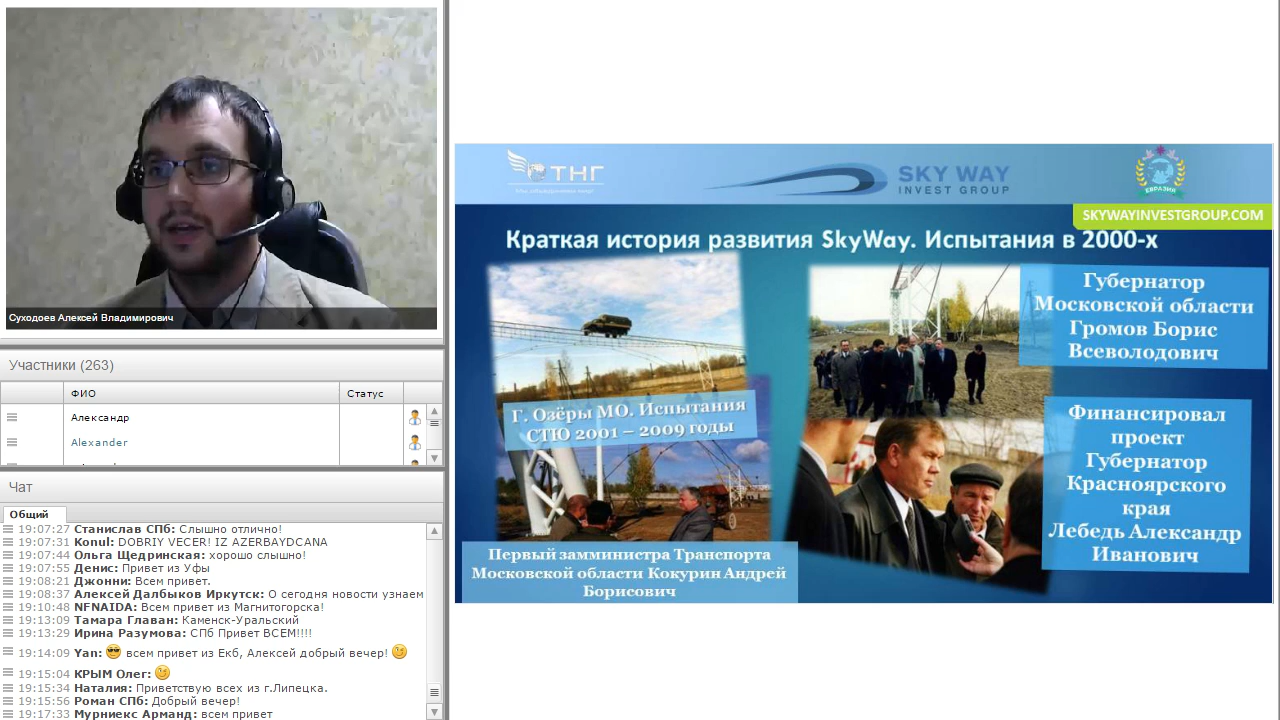 Суходоев Алексей Владимирович
Участники (263)
ФИО
Статус
Александр
Alexander
Чат
Общий
19:07:27 Станислав СПб: Слышно отлично!
19:07:31 Konul: DOBRIY VECER! IZ AZERBAYDCANA
19:07:44 Ольга Щедринская: хорошо слышно!
19:07:55 Денис: Привет из Уфы
19:08:21 Джонни: Всем привет.
19:08:37 Алексей Далбыков Иркутск: О сегодня новости узнаем
19:10:48 NFNAIDA: Всем привет из Магнитогорска!
19:13:09 Тамара Главан: Каменск-Уральский
19:13:29 Ирина Разумова: СПб Привет ВСЕМ!!!!
19:14:09 Yan: всем привет из Екб, Алексей добрый вечер!
19:15:04 КРЫМ Олег:
19:15:34 Наталия: Приветствую всех из г.Липецка.
19:15:56 Роман СПб: Добрый вечер!
19:17:33 Мурниекс Арманд: всем привет
ТНГ
SKY WAY
INVEST GROUP
ЕВРАЗИЯ
SKYWAYINVESTGROUP.COM
Краткая история развития SkyWay. Испытания в 2000-х
Г. Озёры МО. Испытания
СТЮ 2001 – 2009 годы
Первый замминистра Транспорта
Московской области Кокурин Андрей
Борисович
Губернатор
Московской области
Громов Борис
Всеволодович
Финансировал
проект
Губернатор
Красноярского
края
Лебедь Александр
Иванович